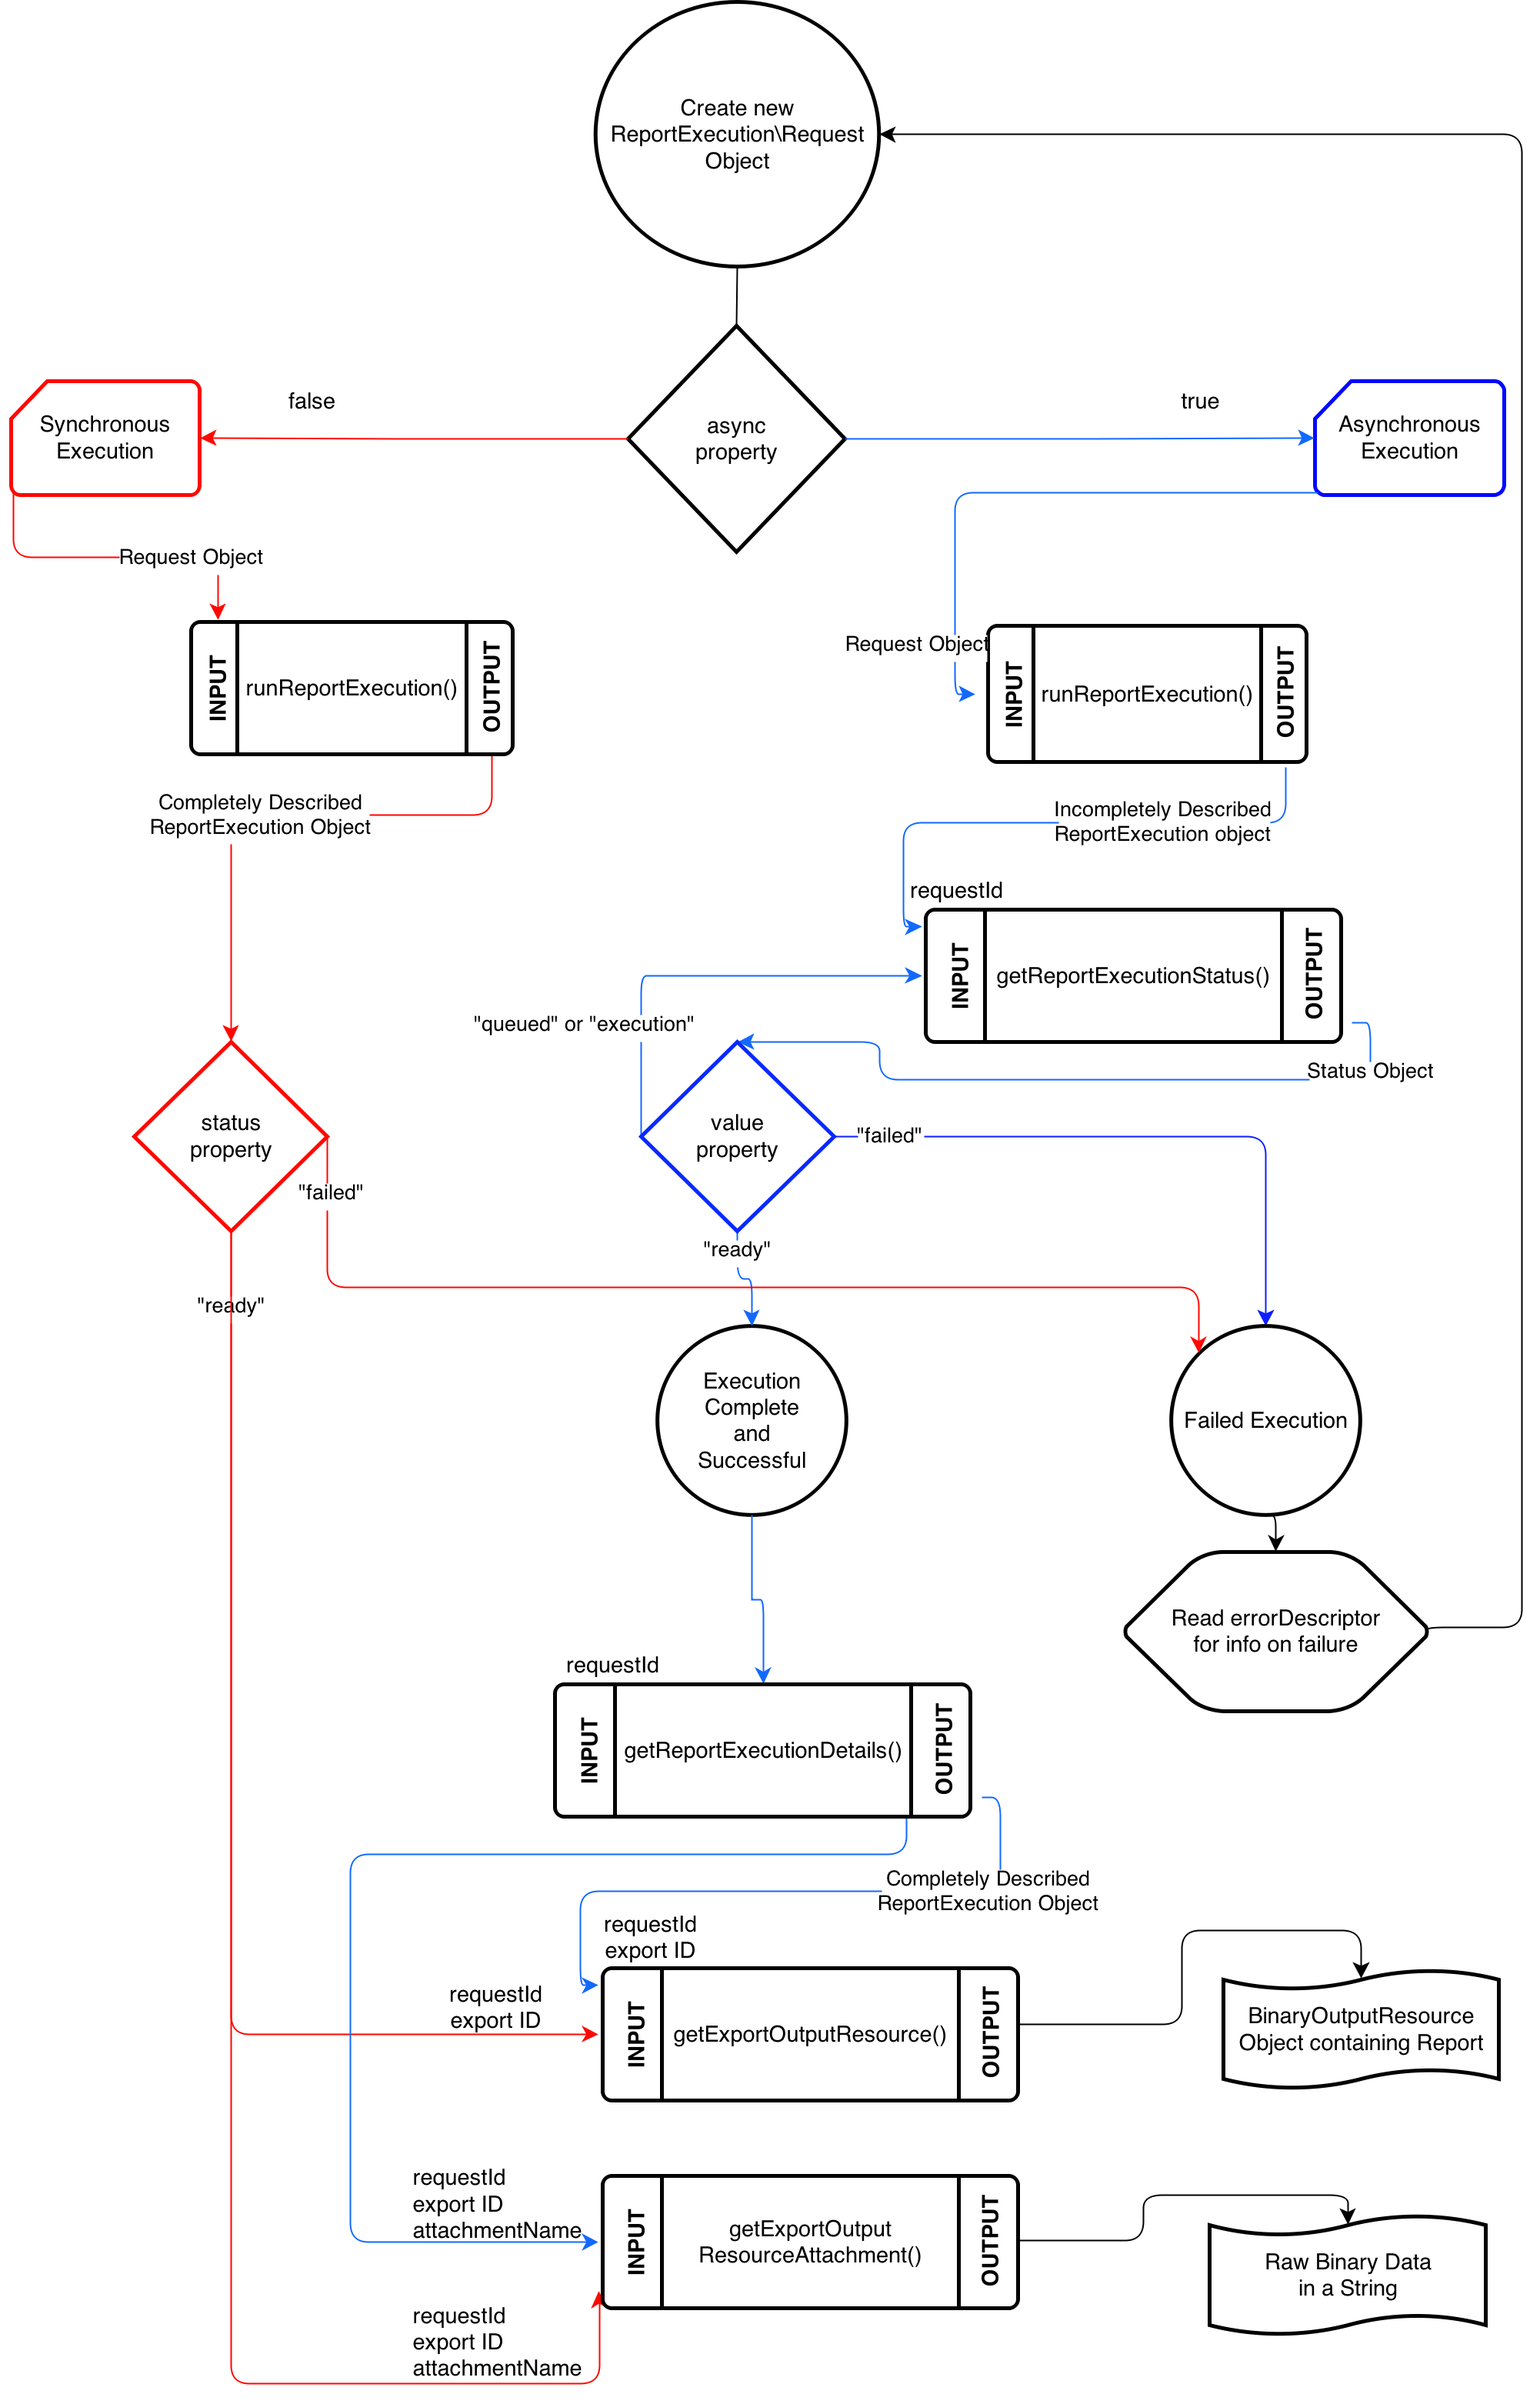 Create new
ReportExecution\Request
Object
false
true
Synchronous
Execution
async
property
Asynchronous
Execution
Request Object
Request Object
INPUT
runReportExecution()
OUTPUT
INPUT
runReportExecution()
OUTPUT
Completely Described
ReportExecution Object
Incompletely Described
ReportExecution object
requestId
INPUT
getReportExecutionStatus()
OUTPUT
"queued" or "execution"
Status Object
status
property
value
property
"failed"
"failed"
"ready"
"ready"
Execution
Complete
and
Successful
Failed Execution
Read errorDescriptor
for info on failure
requestId
INPUT
getReportExecutionDetails()
OUTPUT
Completely Described
ReportExecution Object
requestId
export ID
requestId
export ID
INPUT
getExportOutputResource()
OUTPUT
BinaryOutputResource
Object containing Report
requestId
export ID
attachmentName
INPUT
getExportOutput
ResourceAttachment()
OUTPUT
Raw Binary Data
in a String
requestId
export ID
attachmentName